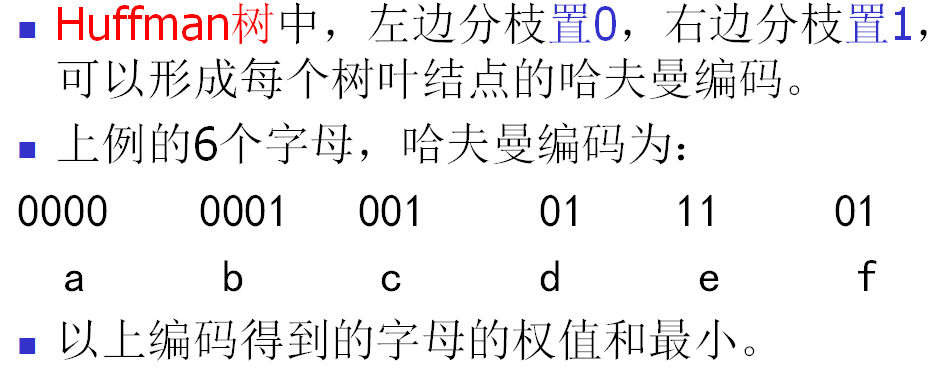 Huffman树中，左边分枝置0，右边分枝置1，
可以形成每个树叶结点的哈夫曼编码。
上例的6个字母，哈夫曼编码为：
0000 0001 001 01 11 01
a b c d e f
以上编码得到的字母的权值和最小。